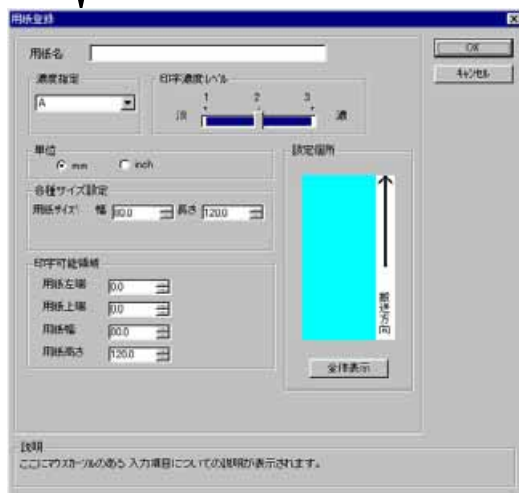 用紙登録
用紙名
OK
キャンセル
濃度指定
A
印字濃度レベル
1 2 3
淡 濃
単位
mm inch
設定個所
各種サイズ設定
用紙サイズ 幅 80.0 長さ 120.0
印字可能領域
用紙左端 0.0
用紙上端 0.0
用紙幅 80.0
用紙高さ 120.0
搬送方向
全体表示
説明
ここにマウスカーソルのある入力項目についての説明が表示されます。